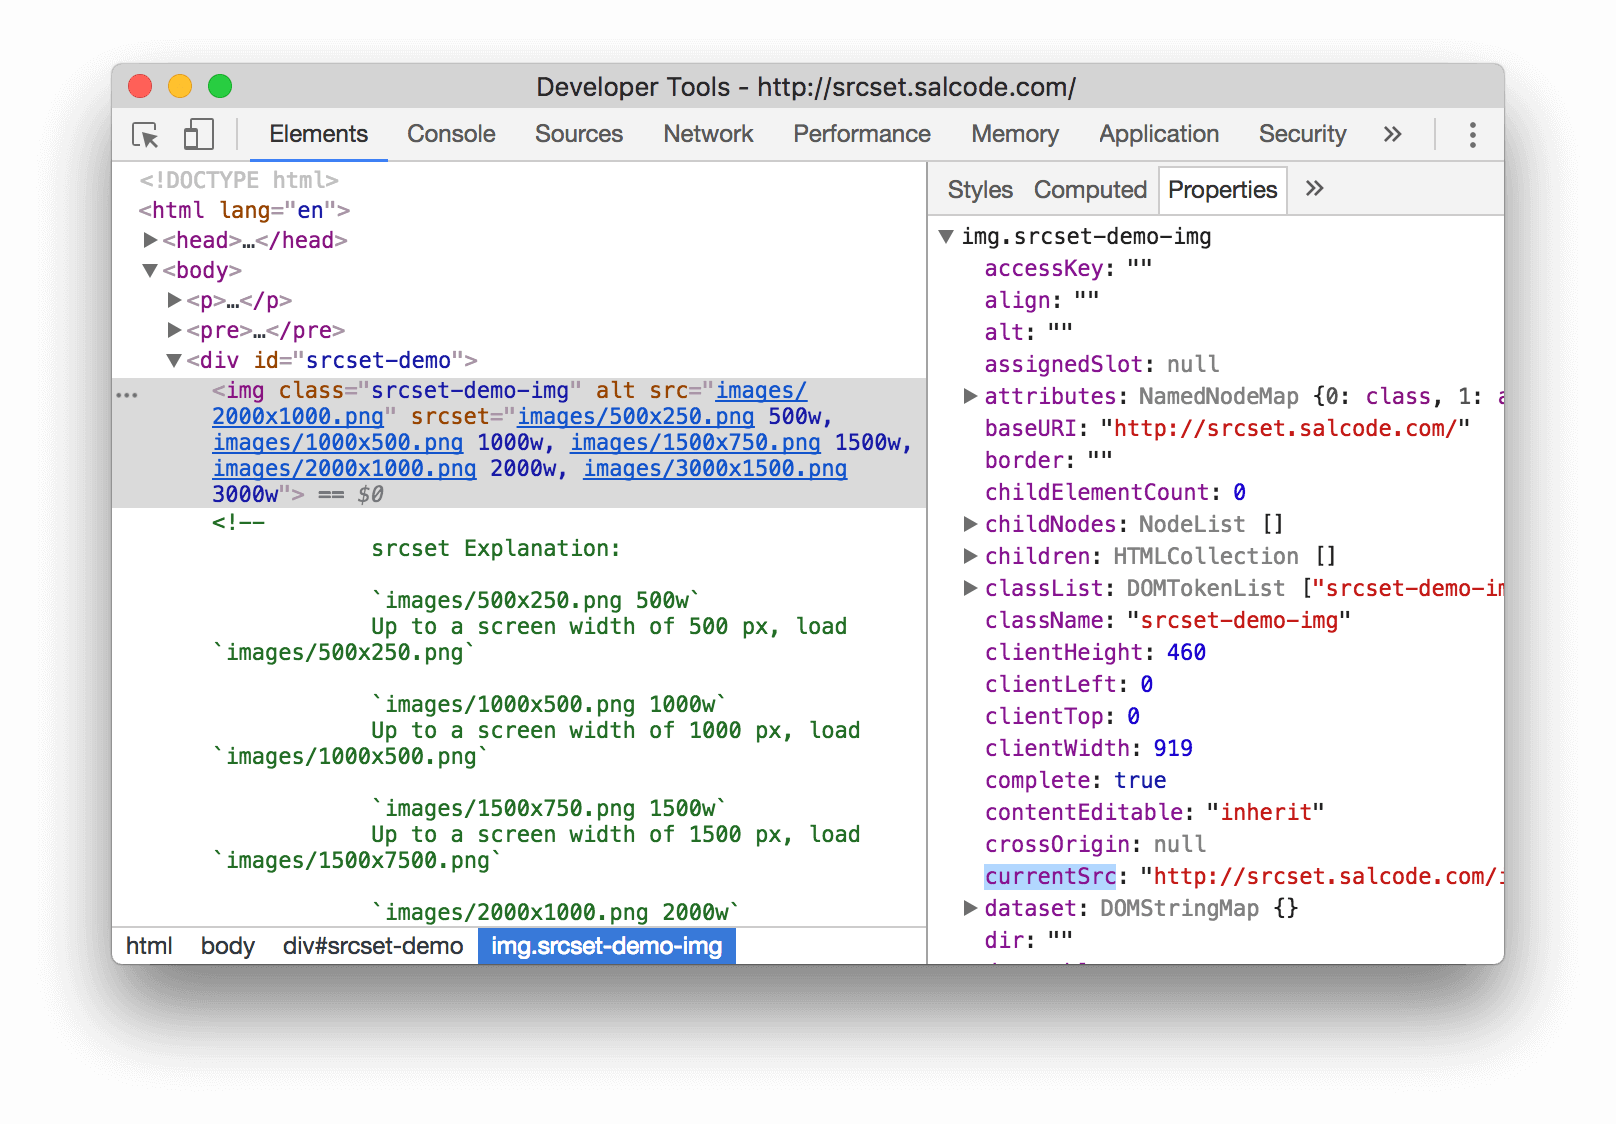 Developer Tools - http://srcset.salcode.com/
Elements Console Sources Network Performance Memory Application Security »
<!DOCTYPE html>
<html lang="en">
▶<head>…</head>
▼<body>
▶<p>…</p>
▶<pre>…</pre>
▼<div id="srcset-demo">
… <img class="srcset-demo-img" alt src="images/
2000x1000.png" srcset="images/500x250.png 500w,
images/1000x500.png 1000w, images/1500x750.png 1500w,
images/2000x1000.png 2000w, images/3000x1500.png
3000w"> == $0
<!--
srcset Explanation:
`images/500x250.png 500w`
Up to a screen width of 500 px, load
`images/500x250.png`
`images/1000x500.png 1000w`
Up to a screen width of 1000 px, load
`images/1000x500.png`
`images/1500x750.png 1500w`
Up to a screen width of 1500 px, load
`images/1500x7500.png`
`images/2000x1000.png 2000w`
html body div#srcset-demo img.srcset-demo-img
Styles Computed Properties »
▼ img.srcset-demo-img
accessKey: ""
align: ""
alt: ""
assignedSlot: null
▶ attributes: NamedNodeMap {0: class, 1: a
baseURI: "http://srcset.salcode.com/"
border: ""
childElementCount: 0
▶ childNodes: NodeList []
▶ children: HTMLCollection []
▶ classList: DOMTokenList ["srcset-demo-im
className: "srcset-demo-img"
clientHeight: 460
clientLeft: 0
clientTop: 0
clientWidth: 919
complete: true
contentEditable: "inherit"
crossOrigin: null
currentSrc: "http://srcset.salcode.com/i
▶ dataset: DOMStringMap {}
dir: ""